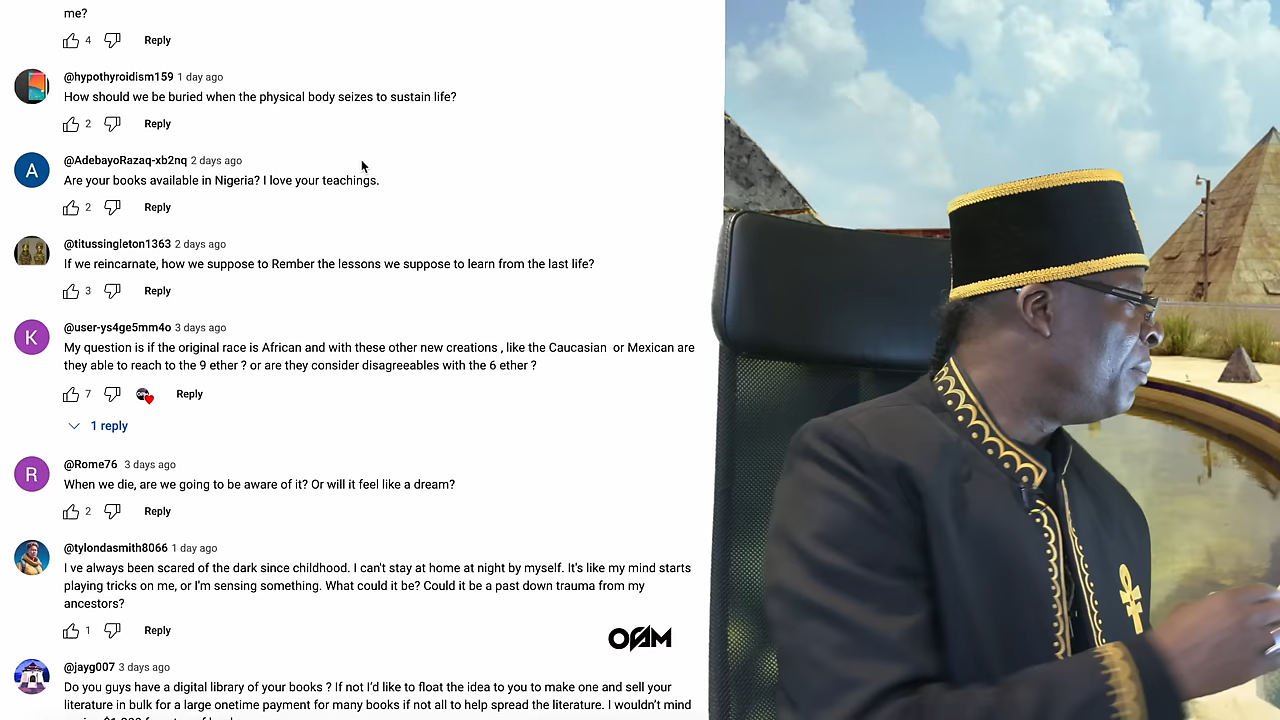 me?
4 Reply
@hypothyroidism159 1 day ago
How should we be buried when the physical body seizes to sustain life?
2 Reply
A @AdebayoRazaq-xb2nq 2 days ago
Are your books available in Nigeria? I love your teachings.
2 Reply
@titussingleton1363 2 days ago
If we reincarnate, how we suppose to Rember the lessons we suppose to learn from the last life?
3 Reply
K @user-ys4ge5mm4o 3 days ago
My question is if the original race is African and with these other new creations , like the Caucasian or Mexican are
they able to reach to the 9 ether ? or are they consider disagreeables with the 6 ether ?
7 Reply
1 reply
R @Rome76 3 days ago
When we die, are we going to be aware of it? Or will it feel like a dream?
2 Reply
@tylondasmith8066 1 day ago
I ve always been scared of the dark since childhood. I can't stay at home at night by myself. It's like my mind starts
playing tricks on me, or I'm sensing something. What could it be? Could it be a past down trauma from my
ancestors?
1 Reply
OFAM
@jayg007 3 days ago
Do you guys have a digital library of your books ? If not I'd like to float the idea to you to make one and sell your
literature in bulk for a large onetime payment for many books if not all to help spread the literature. I wouldn't mind